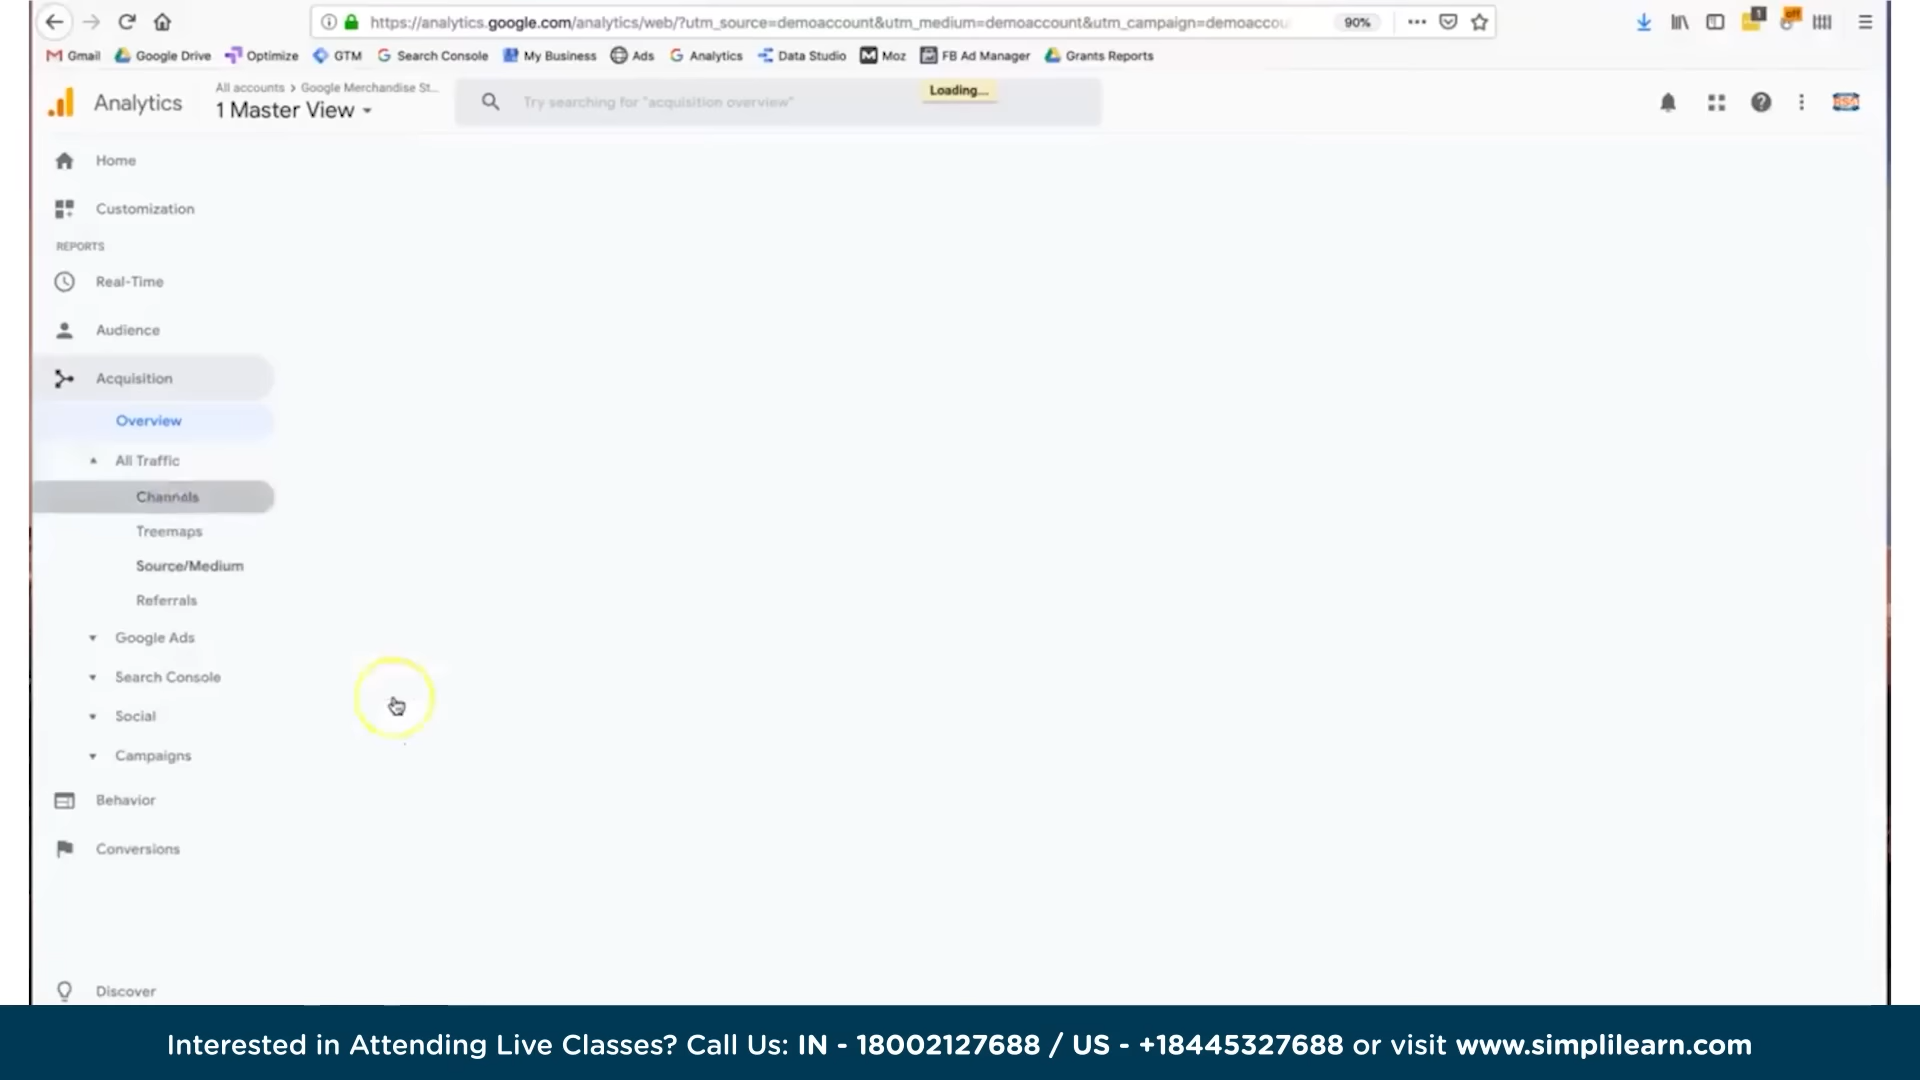 https://analytics.google.com/analytics/web/?utm_source=demoaccount&utm_medium=demoaccount&utm_campaign=demoaccou
90%
1
off
Gmail
Google Drive
Optimize
GTM
Search Console
My Business
Ads
Analytics
Data Studio
Moz
FB Ad Manager
Grants Reports
Analytics
All accounts > Google Merchandise St...
1 Master View
Try searching for "acquisition overview"
Loading...
Home
Customization
REPORTS
Real-Time
Audience
Acquisition
Overview
All Traffic
Channels
Treemaps
Source/Medium
Referrals
Google Ads
Search Console
Social
Campaigns
Behavior
Conversions
Discover
Interested in Attending Live Classes? Call Us: IN - 18002127688 / US - +18445327688 or visit www.simplilearn.com